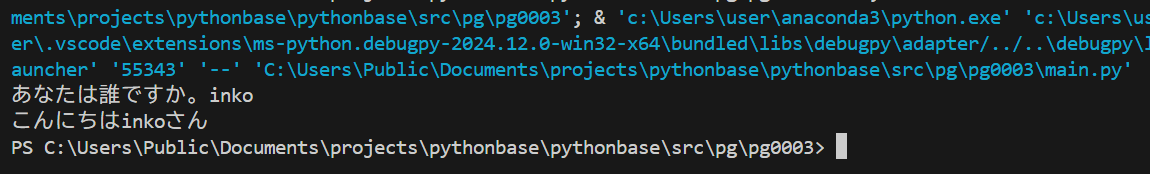 ments\projects\pythonbase\pythonbase\src\pg\pg0003'; & 'c:\Users\user\anaconda3\python.exe' 'c:\Users\us
er\.vscode\extensions\ms-python.debugpy-2024.12.0-win32-x64\bundled\libs\debugpy\adapter/../..\debugpy\l
auncher' '55343' '--' 'C:\Users\Public\Documents\projects\pythonbase\pythonbase\src\pg\pg0003\main.py'
あなたは誰ですか。inko
こんにちはinkoさん
PS C:\Users\Public\Documents\projects\pythonbase\pythonbase\src\pg\pg0003>